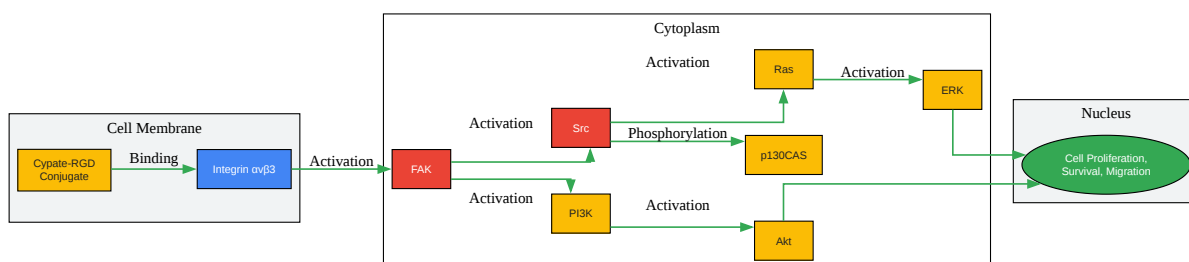 Cytoplasm
Activation
Ras
Activation
ERK
Cell Membrane
Binding
Cypate-RGD
Conjugate
Integrin αvβ3
Activation
FAK
Activation
Src
Phosphorylation
p130CAS
Activation
PI3K
Activation
Akt
Nucleus
Cell Proliferation,
Survival, Migration